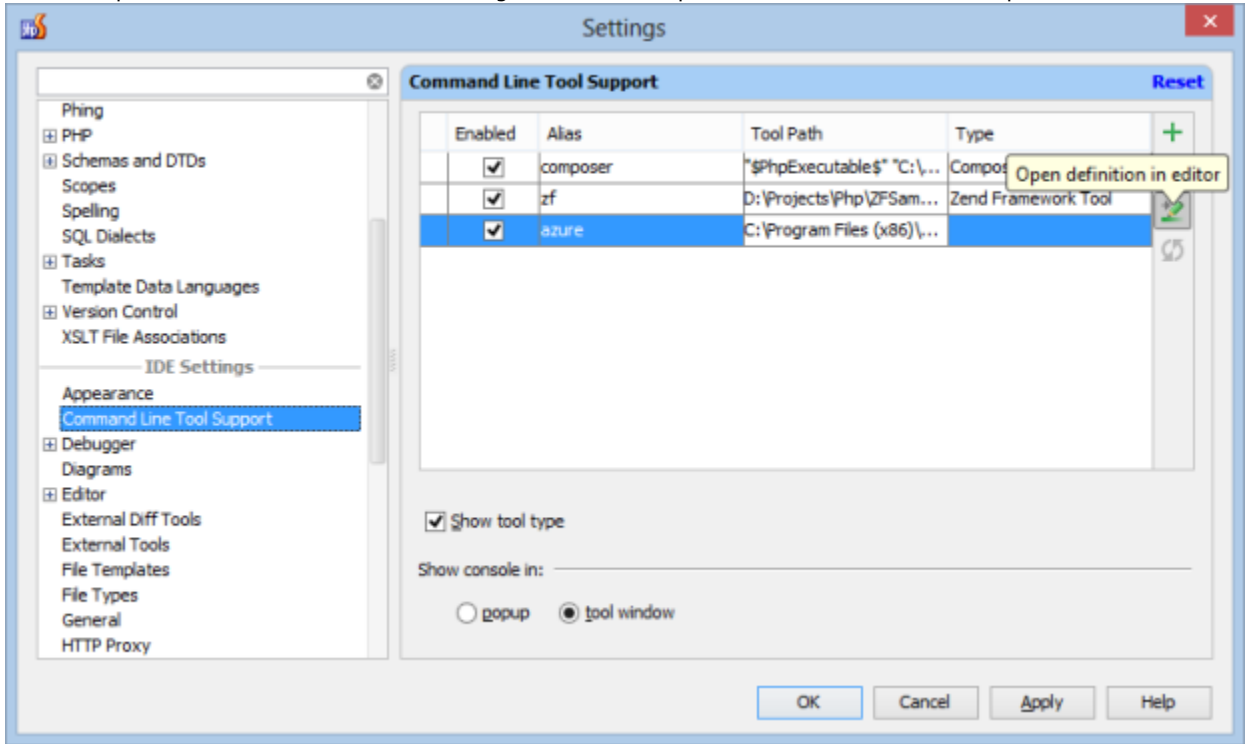 Settings
Command Line Tool Support
Reset
Phing
PHP
Schemas and DTDs
Scopes
Spelling
SQL Dialects
Tasks
Template Data Languages
Version Control
XSLT File Associations
IDE Settings
Appearance
Command Line Tool Support
Debugger
Diagrams
Editor
External Diff Tools
External Tools
File Templates
File Types
General
HTTP Proxy
Enabled Alias Tool Path Type
composer "$PhpExecutable$" "C:\... Compos
Open definition in editor
zf D:\Projects\Php\ZFSam... Zend Framework Tool
azure C:\Program Files (x86)\...
Show tool type
Show console in:
popup tool window
OK Cancel Apply Help